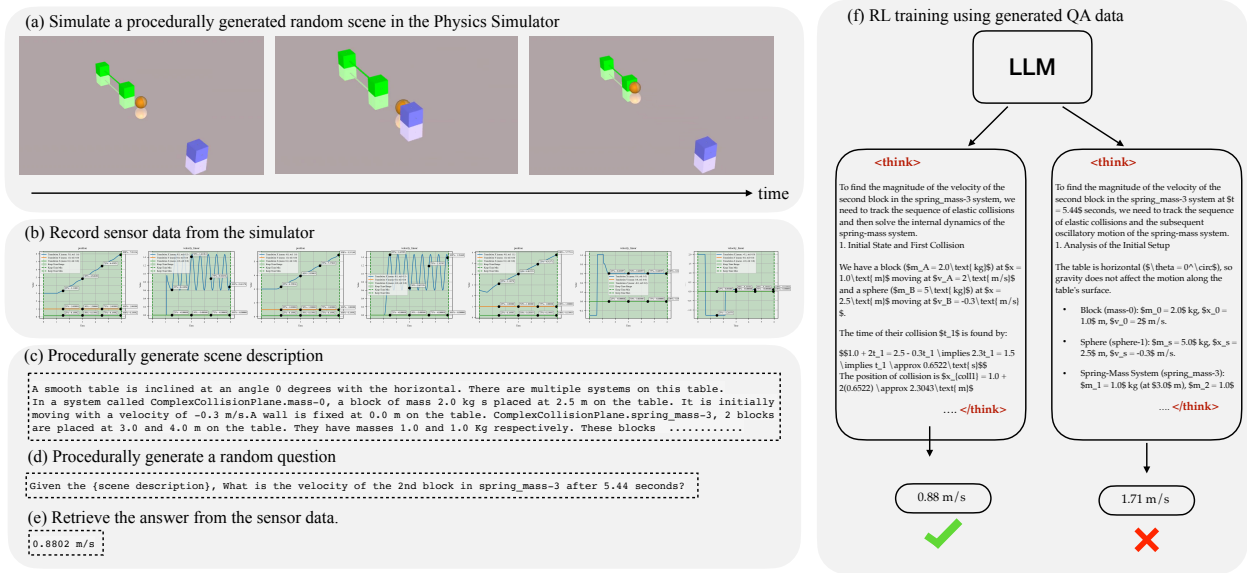 (a) Simulate a procedurally generated random scene in the Physics Simulator
time
(b) Record sensor data from the simulator
(c) Procedurally generate scene description
A smooth table is inclined at an angle 0 degrees with the horizontal. There are multiple systems on this table.
In a system called ComplexCollisionPlane.mass-0, a block of mass 2.0 kg s placed at 2.5 m on the table. It is initially
moving with a velocity of -0.3 m/s.A wall is fixed at 0.0 m on the table. ComplexCollisionPlane.spring_mass-3, 2 blocks
are placed at 3.0 and 4.0 m on the table. They have masses 1.0 and 1.0 Kg respectively. These blocks ............
(d) Procedurally generate a random question
Given the {scene description}, What is the velocity of the 2nd block in spring_mass-3 after 5.44 seconds?
(e) Retrieve the answer from the sensor data.
0.8802 m/s
(f) RL training using generated QA data
LLM
<think>
To find the magnitude of the velocity of the
second block in the spring_mass-3 system, we
need to track the sequence of elastic collisions
and then solve the internal dynamics of the
spring-mass system.
1. Initial State and First Collision
We have a block ($m_A = 2.0\text{ kg}$) at $x =
1.0\text{ m}$ moving at $v_A = 2\text{ m/s}$
and a sphere ($m_B = 5\text{ kg}$) at $x =
2.5\text{ m}$ moving at $v_B = -0.3\text{ m/s}
$.
The time of their collision $t_1$ is found by:
$$1.0 + 2t_1 = 2.5 - 0.3t_1 \implies 2.3t_1 = 1.5
\implies t_1 \approx 0.6522\text{ s}$$
The position of collision is $x_{coll1} = 1.0 +
2(0.6522) \approx 2.3043\text{ m}$
.... </think>
0.88 m/s
<think>
To find the magnitude of the velocity of the
second block in the spring_mass-3 system at $t
= 5.44$ seconds, we need to track the sequence
of elastic collisions and the subsequent
oscillatory motion of the spring-mass system.
1. Analysis of the Initial Setup
The table is horizontal ($\theta = 0^\circ$), so
gravity does not affect the motion along the
table's surface.
• Block (mass-0): $m_0 = 2.0$ kg, $x_0 =
1.0$ m, $v_0 = 2$ m/s.
• Sphere (sphere-1): $m_s = 5.0$ kg, $x_s =
2.5$ m, $v_s = -0.3$ m/s.
• Spring-Mass System (spring_mass-3):
$m_1 = 1.0$ kg (at $3.0$ m), $m_2 = 1.0$
.... </think>
1.71 m/s